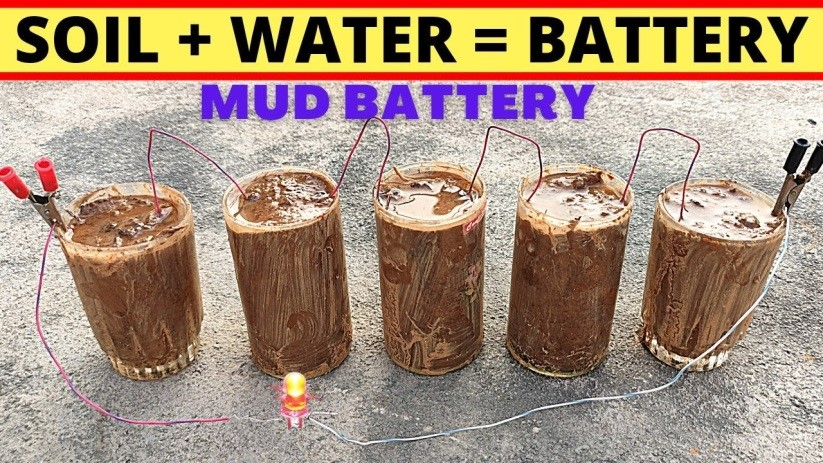 SOIL + WATER = BATTERY
MUD BATTERY